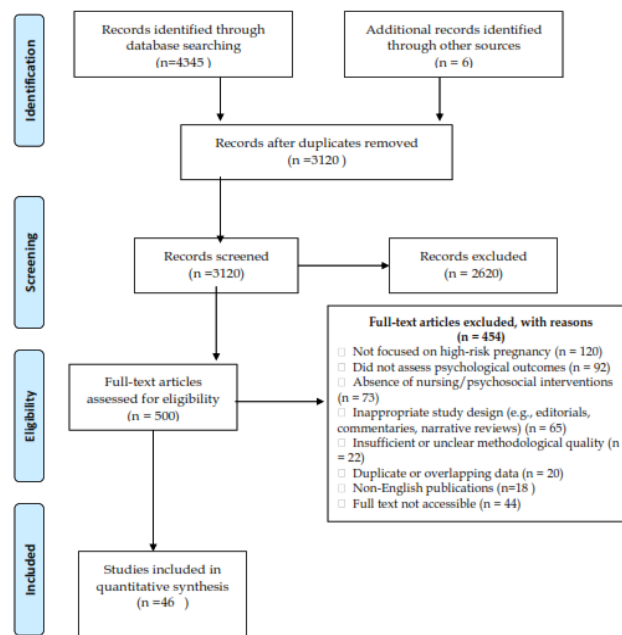 Identification
Records identified through
database searching
(n=4345)
Additional records identified
through other sources
(n = 6)
Records after duplicates removed
(n =3120 )
Screening
Records screened
(n =3120)
Records excluded
(n = 2620)
Eligibility
Full-text articles
assessed for eligibility
(n = 500)
Full-text articles excluded, with reasons
(n = 454)
□ Not focused on high-risk pregnancy (n = 120)
□ Did not assess psychological outcomes (n = 92)
□ Absence of nursing/psychosocial interventions
(n = 73)
□ Inappropriate study design (e.g., editorials,
commentaries, narrative reviews) (n = 65)
□ Insufficient or unclear methodological quality (n =
22)
□ Duplicate or overlapping data (n = 20)
□ Non-English publications (n=18 )
□ Full text not accessible (n = 44)
Included
Studies included in
quantitative synthesis
(n =46 )